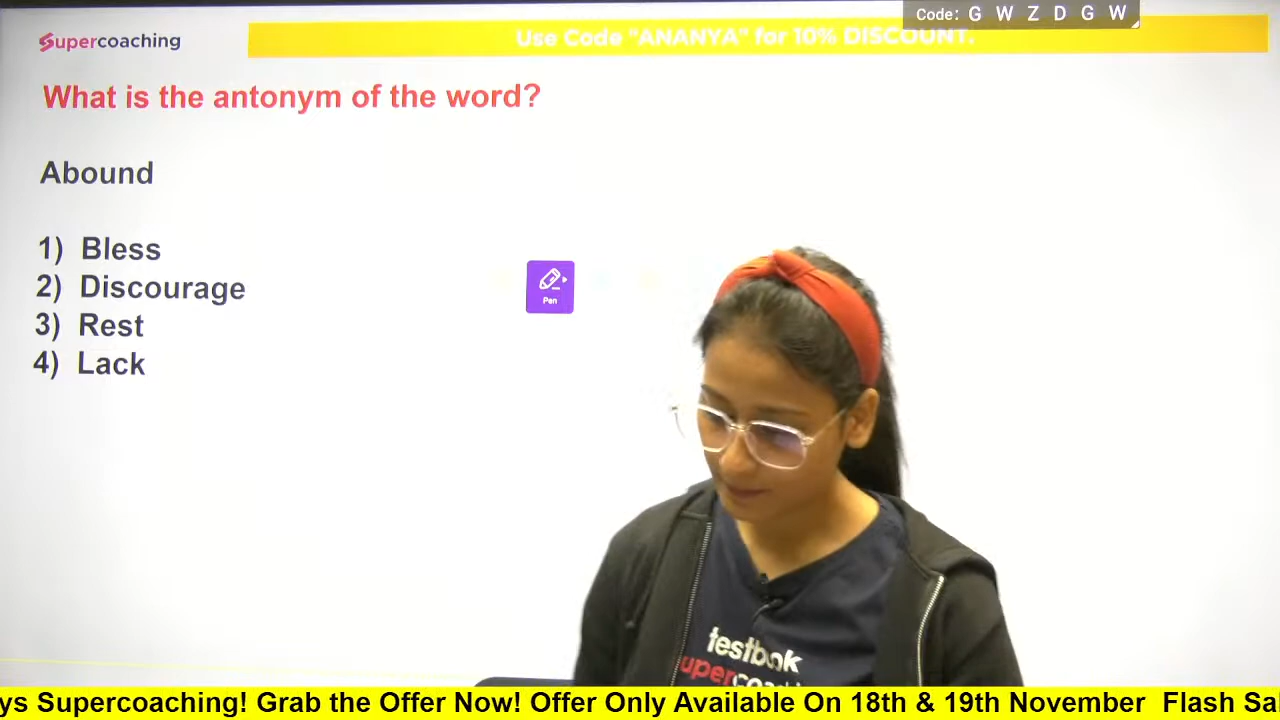 Supercoaching
Use Code "ANANYA" for 10% DISCOUNT.
Code: G W Z D G W
What is the antonym of the word?
Abound
1) Bless
2) Discourage
3) Rest
4) Lack
Pen
testbook
ys Supercoaching! Grab the Offer Now! Offer Only Available On 18th & 19th November Flash Sa